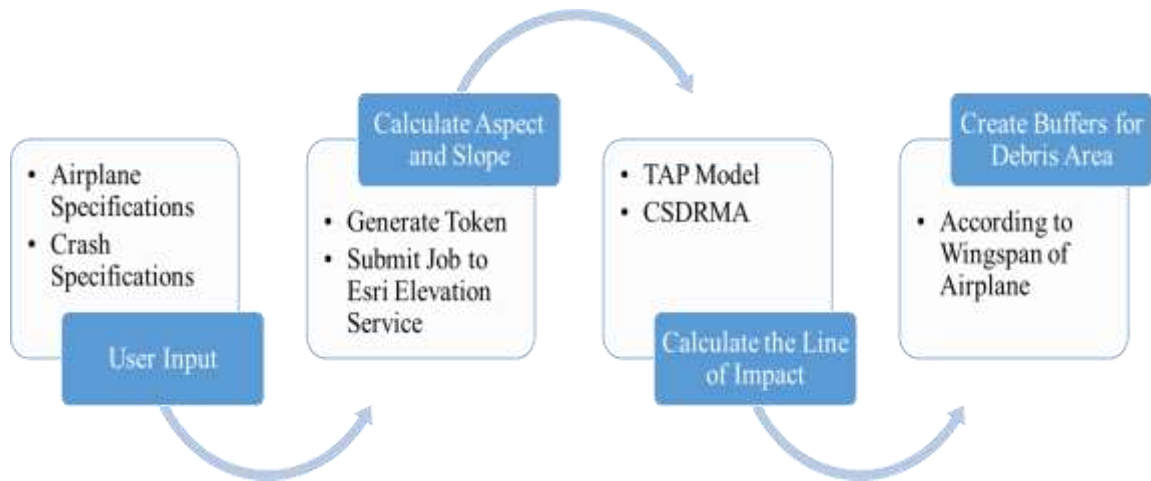 • Airplane
Specifications
• Crash
Specifications
User Input
Calculate Aspect
and Slope
• Generate Token
• Submit Job to
Esri Elevation
Service
• TAP Model
• CSDRMA
Calculate the Line
of Impact
Create Buffers for
Debris Area
• According to
Wingspan of
Airplane